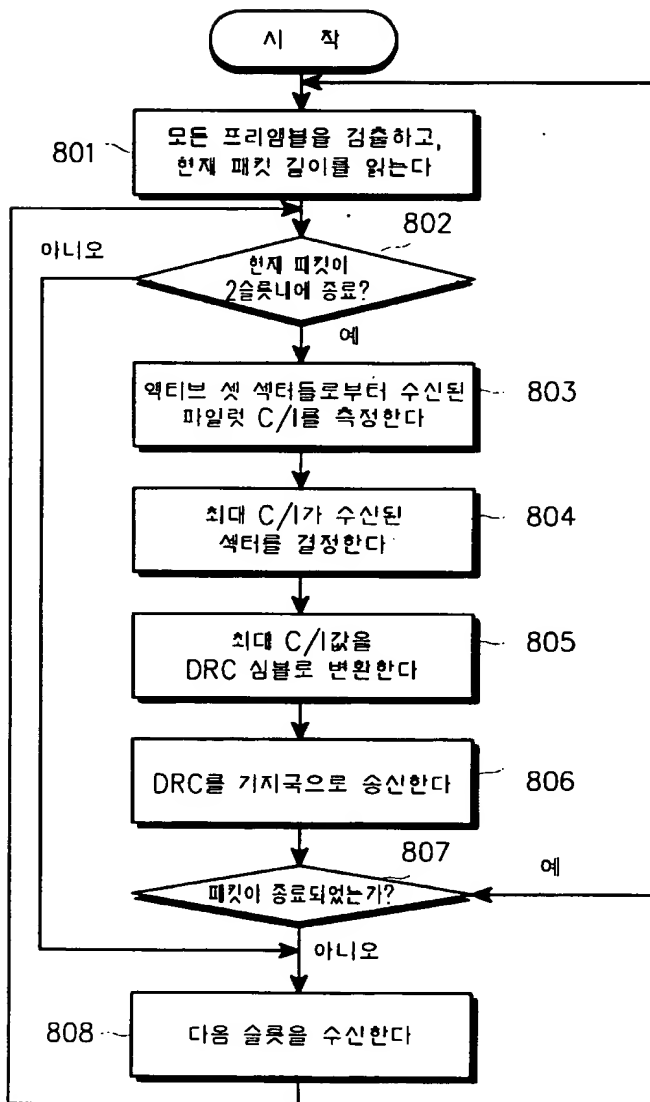 시 작
801
모든 프리앰블을 검출하고,
현재 패킷 길이를 읽는다
802
아니오
현재 패킷이
2슬롯내에 종료?
예
액티브 셋 섹터들로부터 수신된
파일럿 C/I를 측정한다
803
최대 C/I가 수신된
섹터를 결정한다
804
최대 C/I값을
DRC 심볼로 변환한다
805
DRC를 기지국으로 송신한다
806
807
예
패킷이 종료되었는가?
아니오
808
다음 슬롯을 수신한다